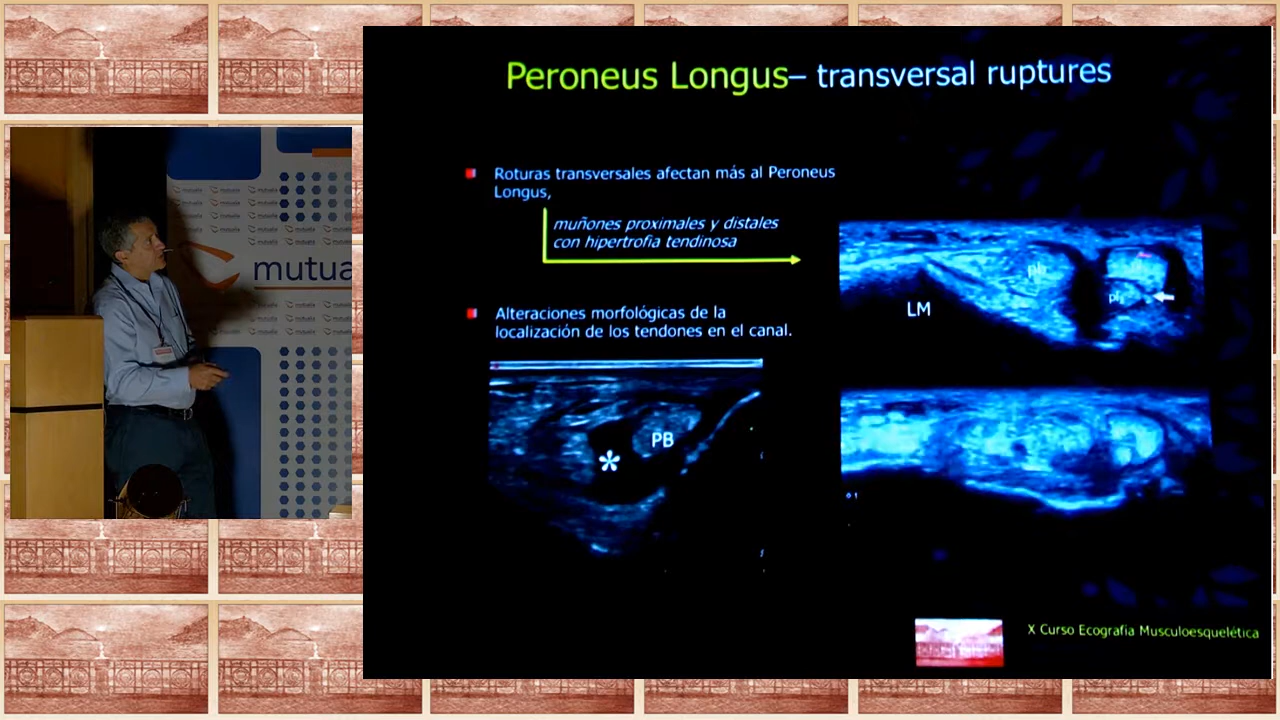 Peroneus Longus– transversal ruptures
Roturas transversales afectan más al Peroneus
Longus,
muñones proximales y distales
con hipertrofia tendinosa
Alteraciones morfológicas de la
localización de los tendones en el canal.
pb
LM
PB
*
mutua
X Curso Ecografía Musculoesquelética